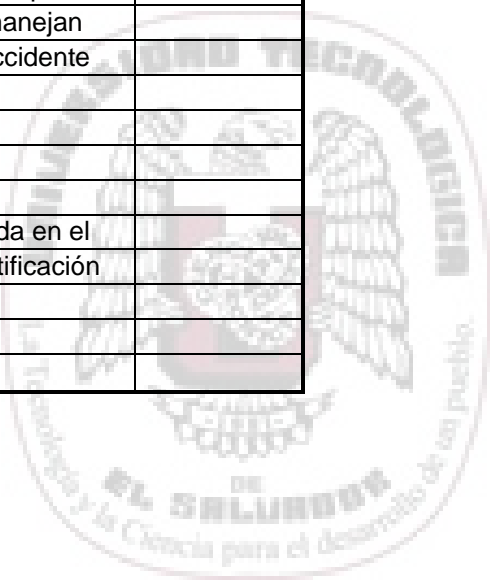 anejan
ccidente
da en el
tificación
UNIVERSIDAD TECNOLOGICA
DE
EL SALVADOR
La Tecnología y la Ciencia para el desarrollo de un pueblo.